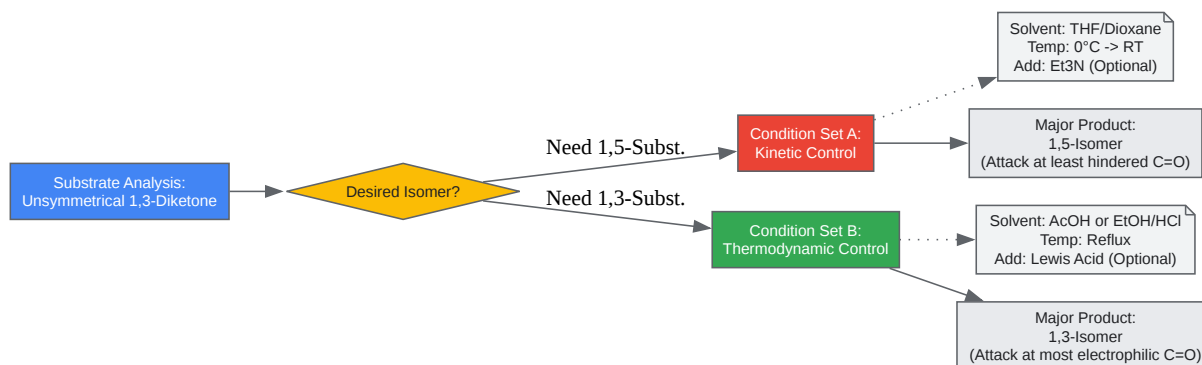 Substrate Analysis:
Unsymmetrical 1,3-Diketone
Desired Isomer?
Need 1,5-Subst.
Need 1,3-Subst.
Condition Set A:
Kinetic Control
Condition Set B:
Thermodynamic Control
Solvent: THF/Dioxane
Temp: 0°C -> RT
Add: Et3N (Optional)
Major Product:
1,5-Isomer
(Attack at least hindered C=O)
Solvent: AcOH or EtOH/HCl
Temp: Reflux
Add: Lewis Acid (Optional)
Major Product:
1,3-Isomer
(Attack at most electrophilic C=O)